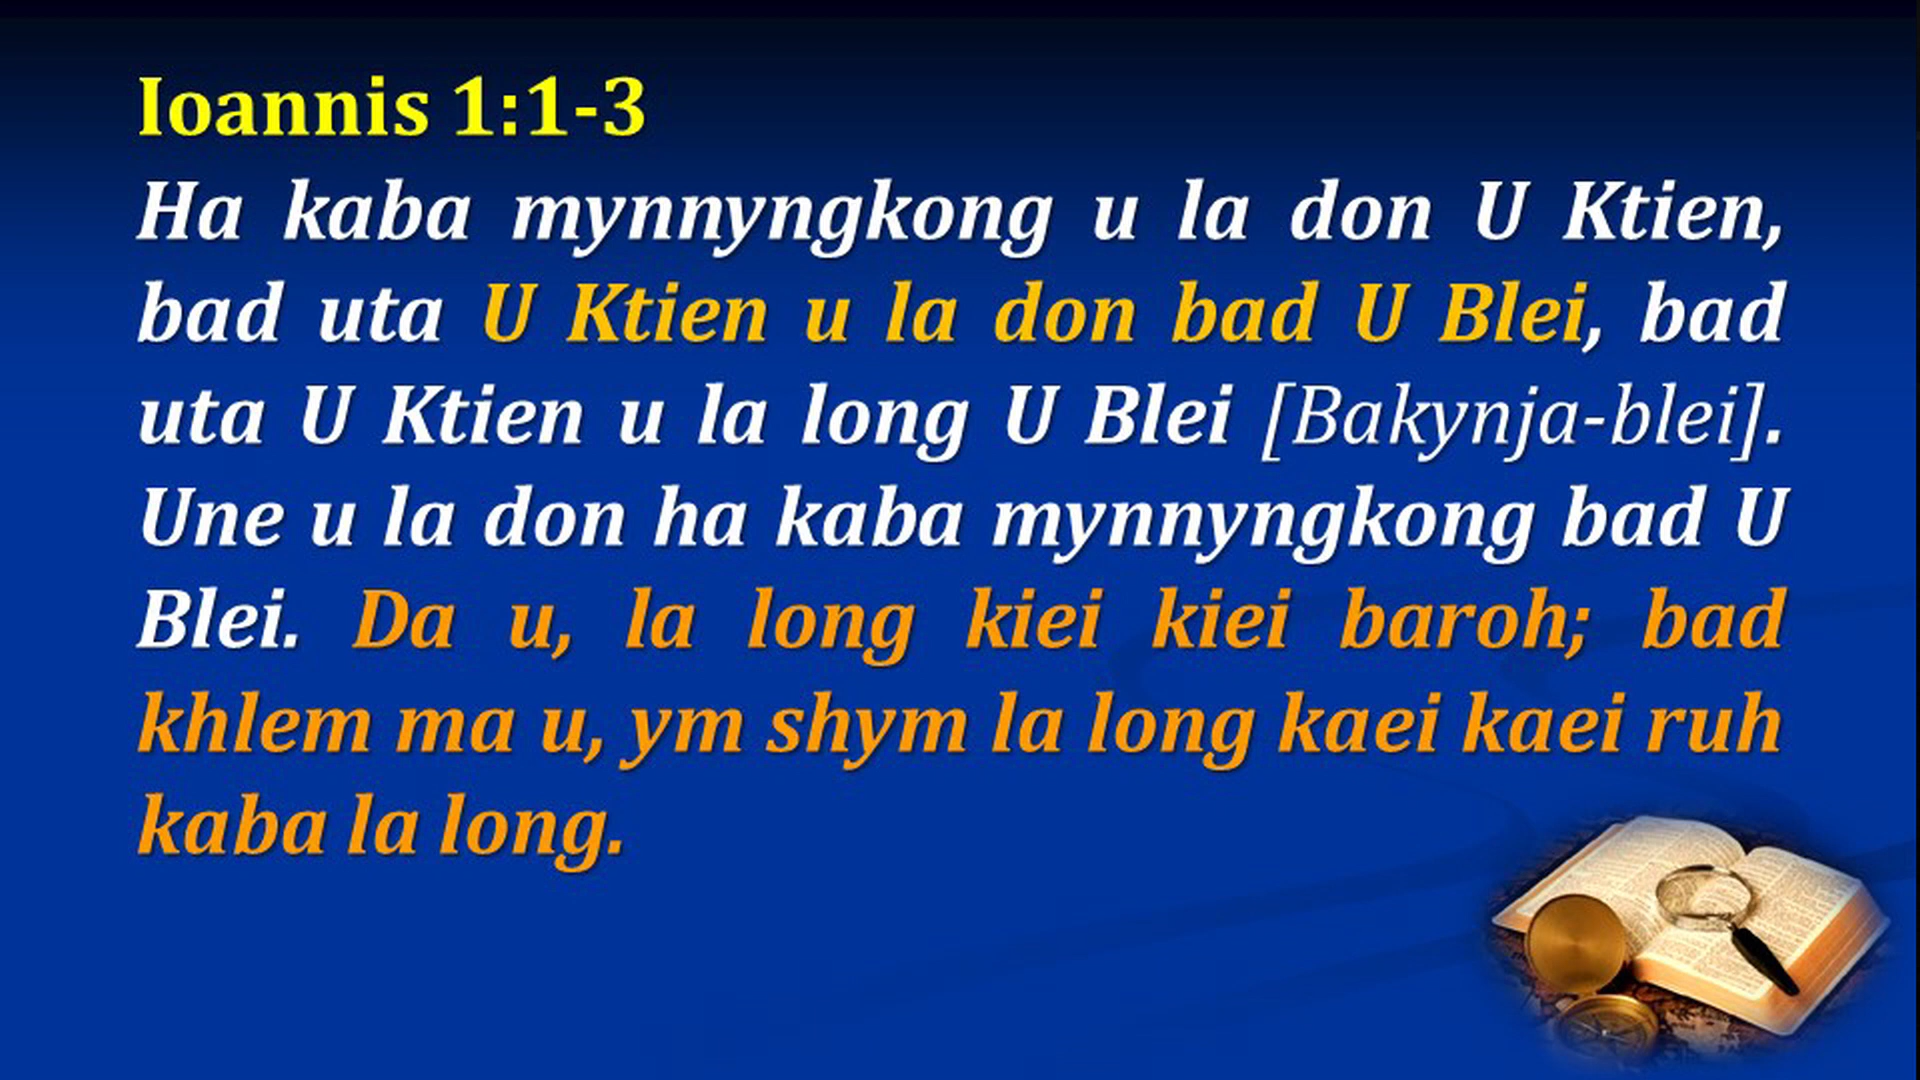 Ioannis 1:1-3
Ha kaba mynnyngkong u la don U Ktien,
bad uta U Ktien u la don bad U Blei, bad
uta U Ktien u la long U Blei [Bakynja-blei].
Une u la don ha kaba mynnyngkong bad U
Blei. Da u, la long kiei kiei baroh; bad
khlem ma u, ym shym la long kaei kaei ruh
kaba la long.